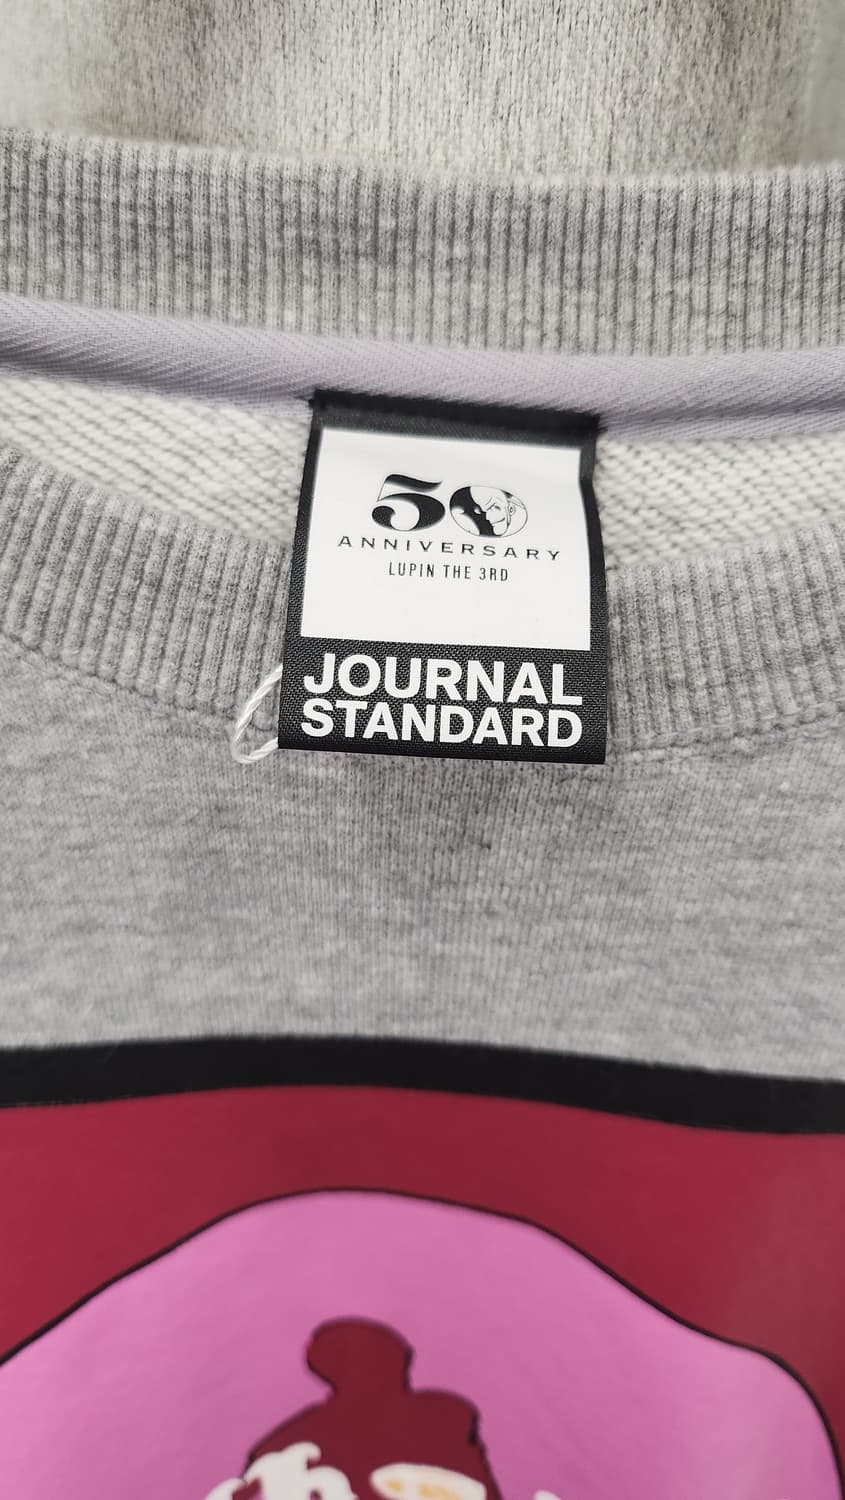 50
ANNIVERSARY
LUPIN THE 3RD
JOURNAL
STANDARD